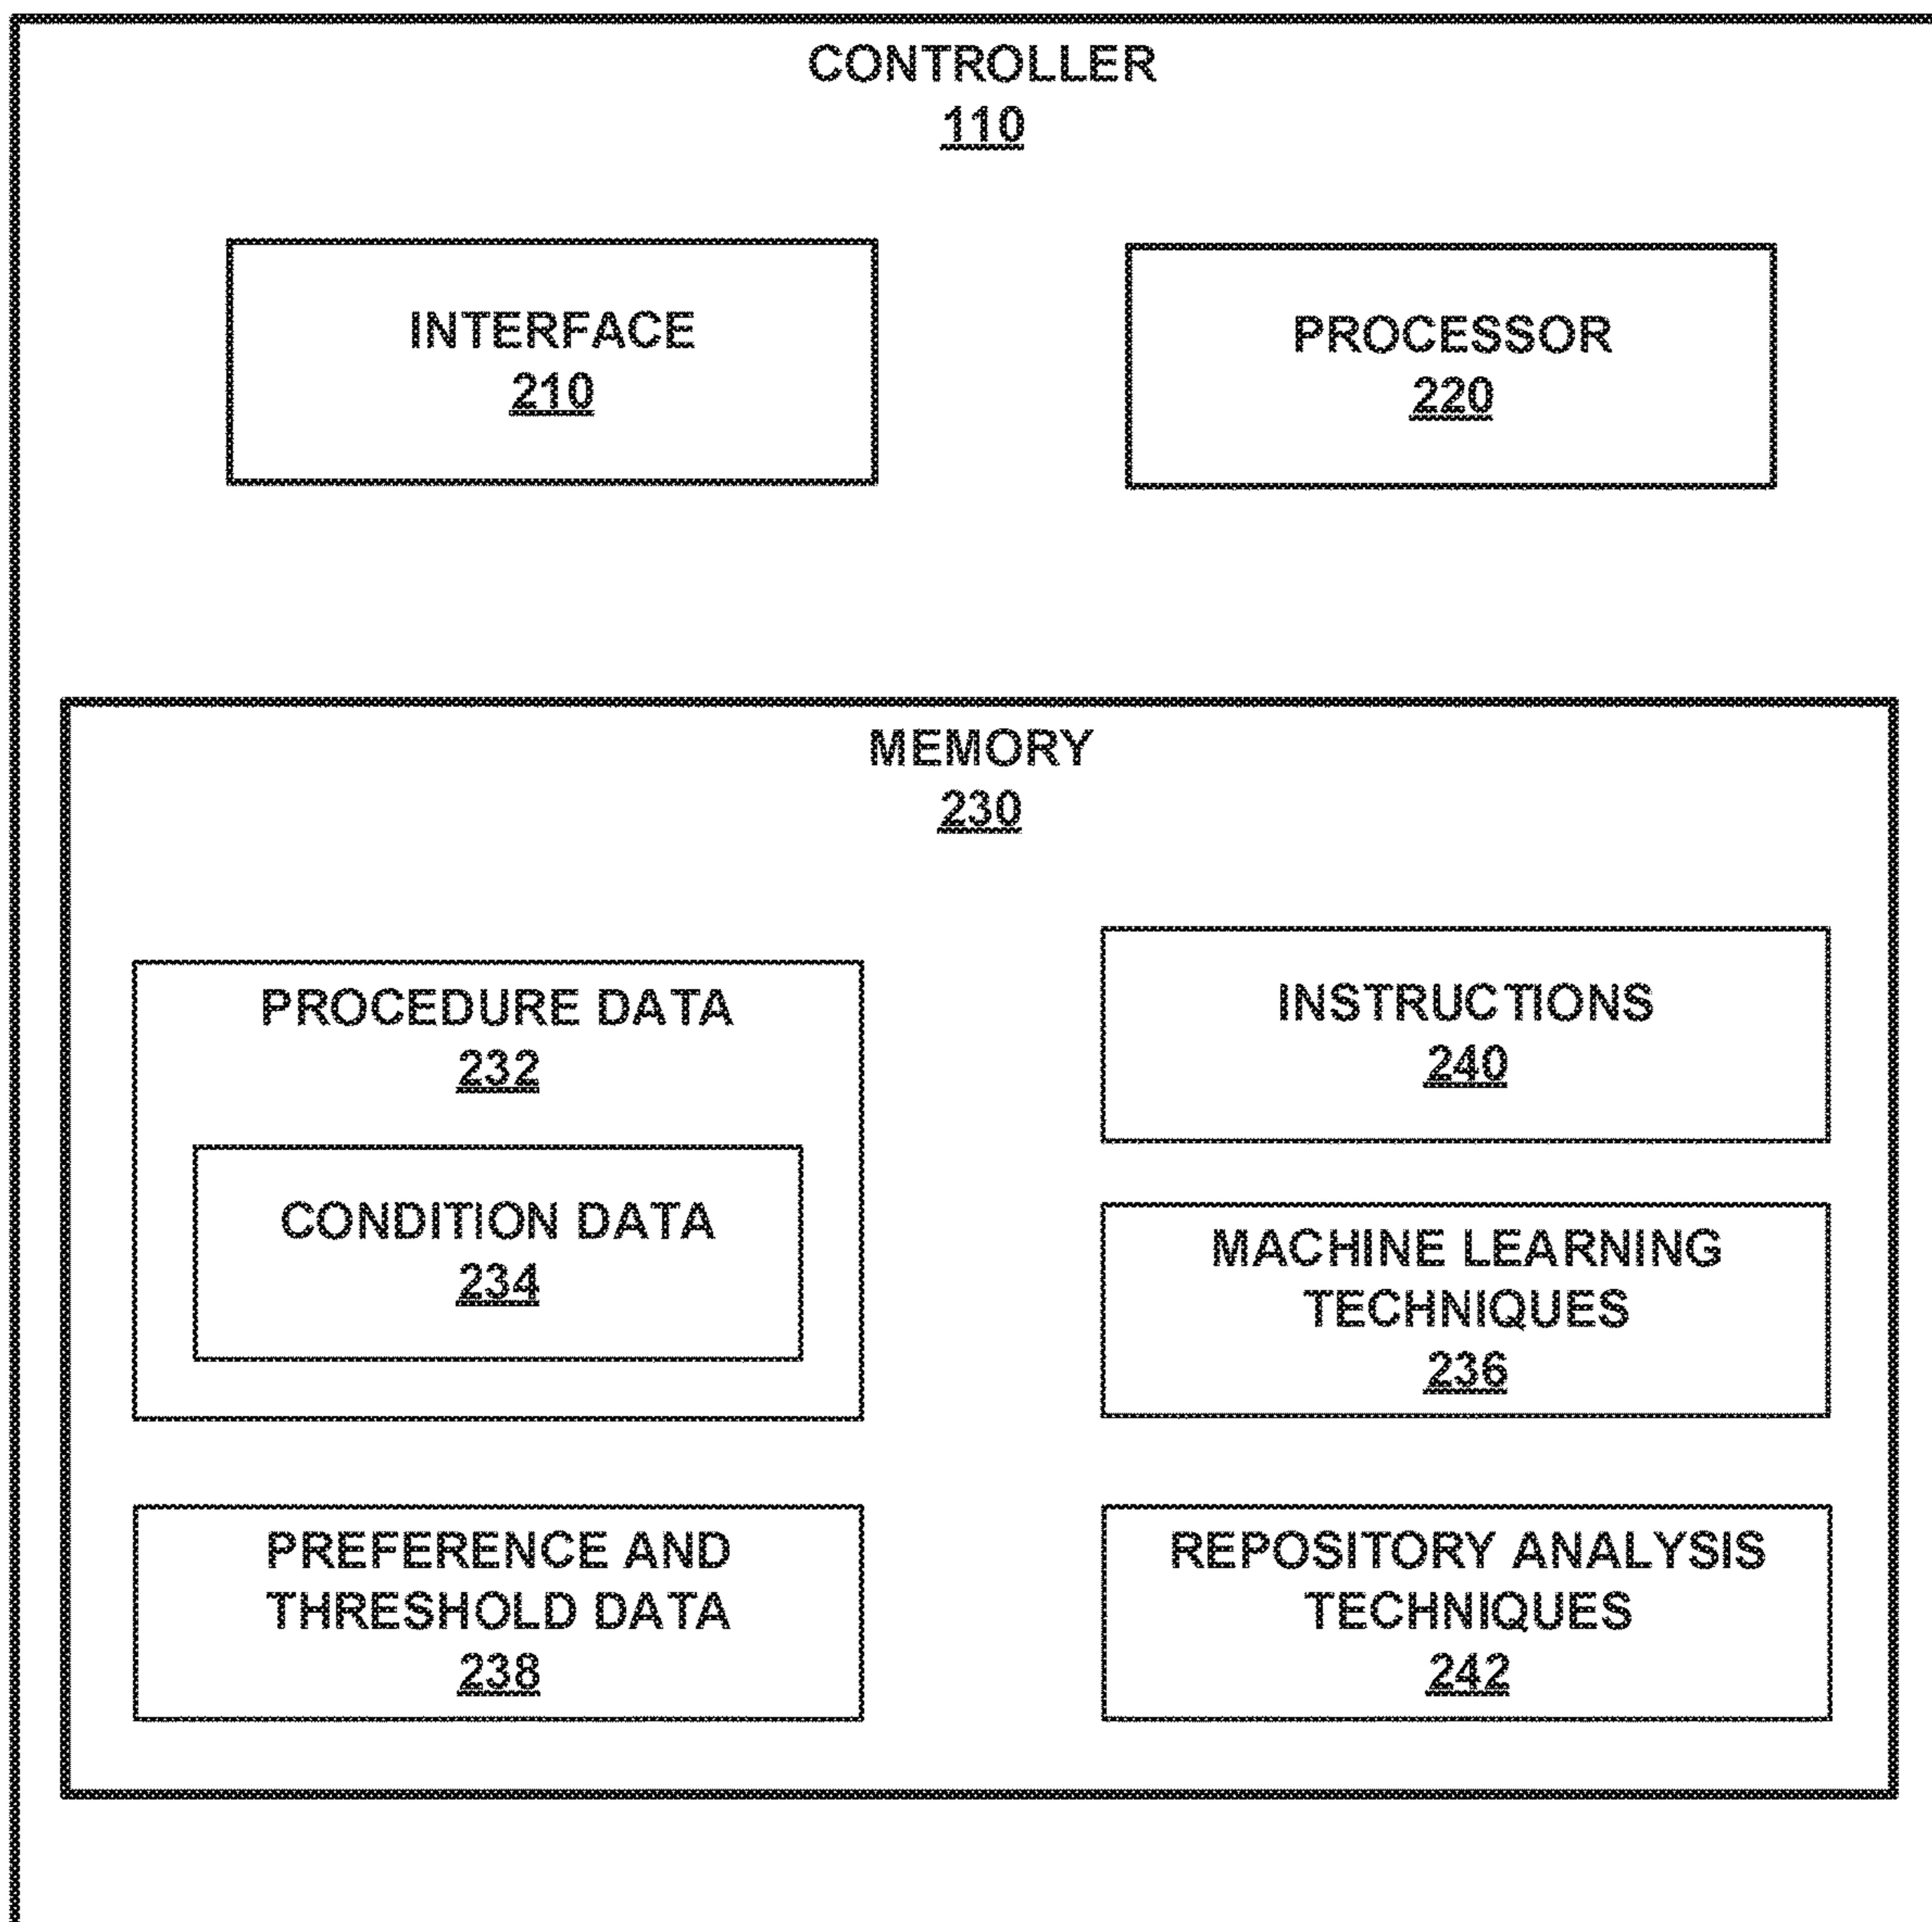 CONTROLLER
110
INTERFACE
210
PROCESSOR
220
MEMORY
230
PROCEDURE DATA
232
CONDITION DATA
234
PREFERENCE AND
THRESHOLD DATA
238
INSTRUCTIONS
240
MACHINE LEARNING
TECHNIQUES
236
REPOSITORY ANALYSIS
TECHNIQUES
242